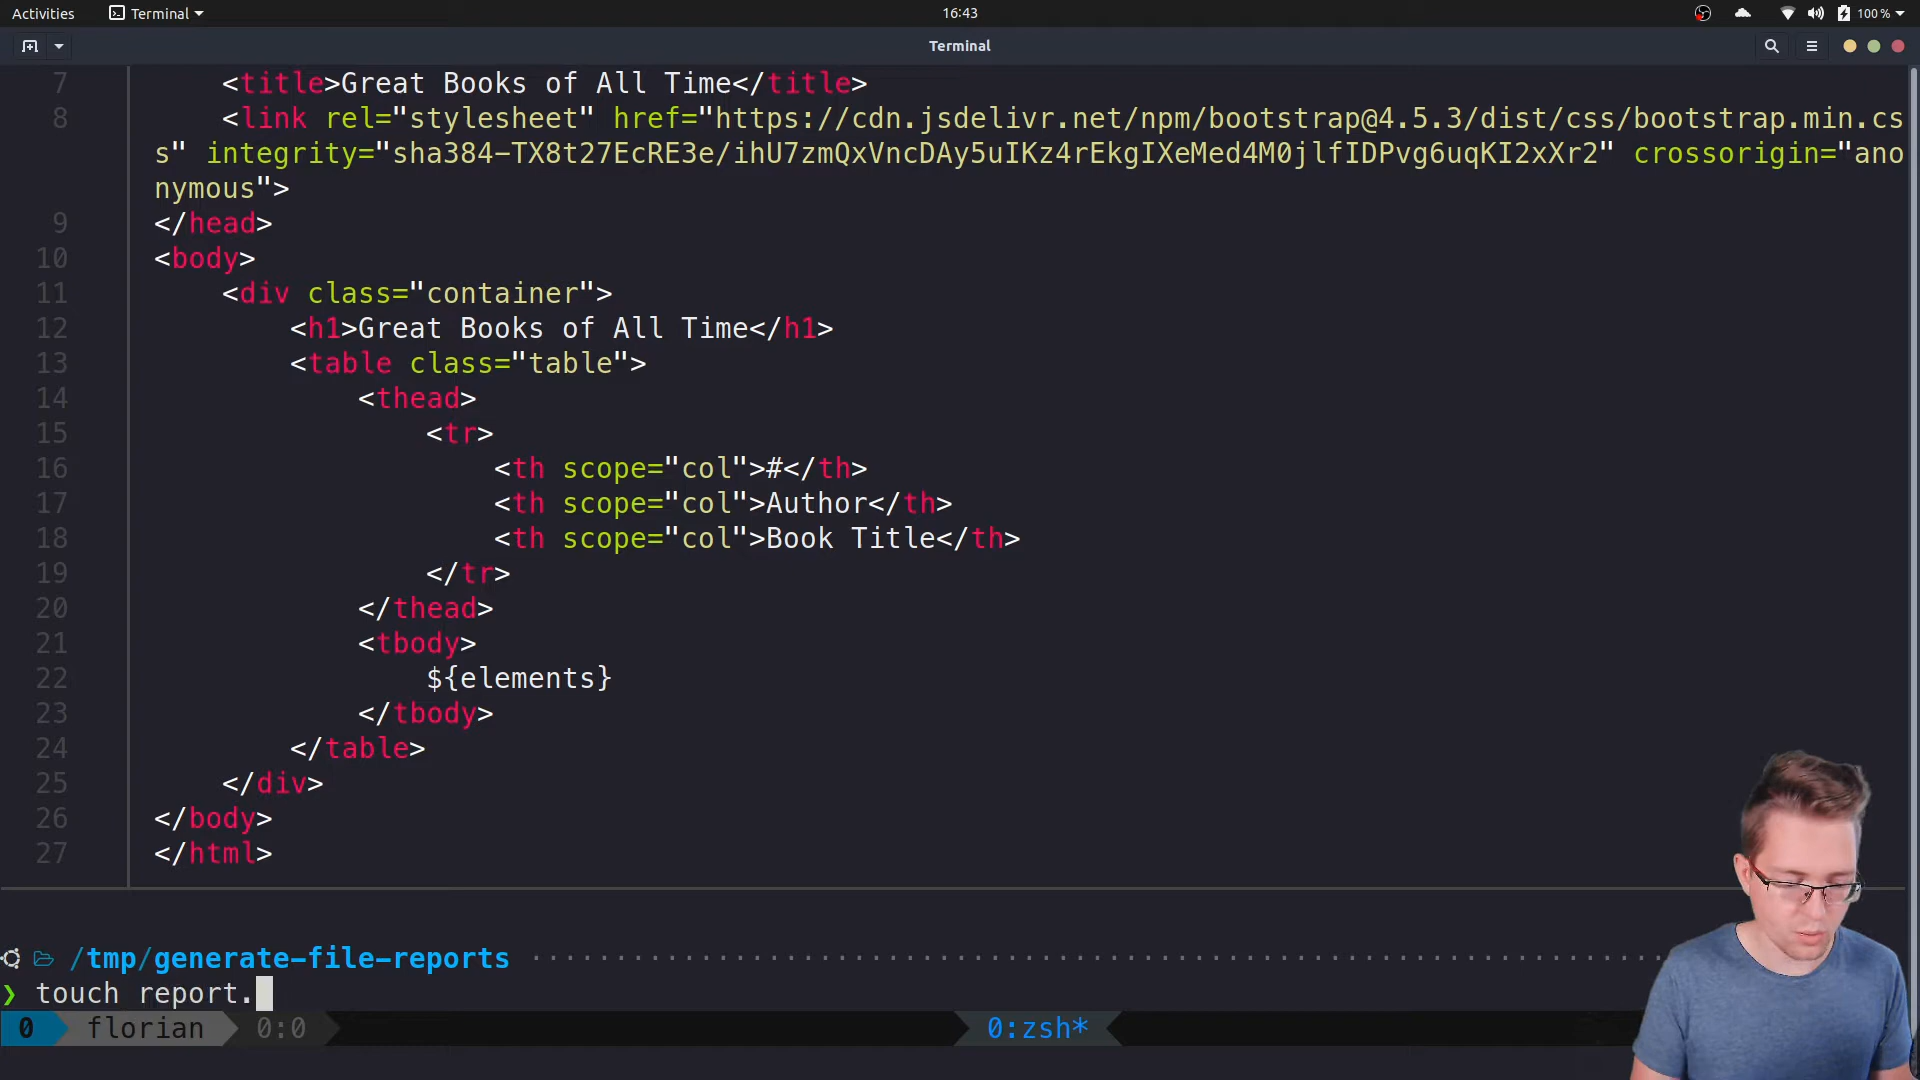 Activities Terminal 16:43 100 %
Terminal
7 <title>Great Books of All Time</title>
8 <link rel="stylesheet" href="https://cdn.jsdelivr.net/npm/bootstrap@4.5.3/dist/css/bootstrap.min.cs
s" integrity="sha384-TX8t27EcRE3e/ihU7zmQxVncDAy5uIKz4rEkgIXeMed4M0jlfIDPvg6uqKI2xXr2" crossorigin="ano
nymous">
9 </head>
10 <body>
11 <div class="container">
12 <h1>Great Books of All Time</h1>
13 <table class="table">
14 <thead>
15 <tr>
16 <th scope="col">#</th>
17 <th scope="col">Author</th>
18 <th scope="col">Book Title</th>
19 </tr>
20 </thead>
21 <tbody>
22 ${elements}
23 </tbody>
24 </table>
25 </div>
26 </body>
27 </html>
/tmp/generate-file-reports
❯ touch report.
0 florian 0:0 0:zsh*